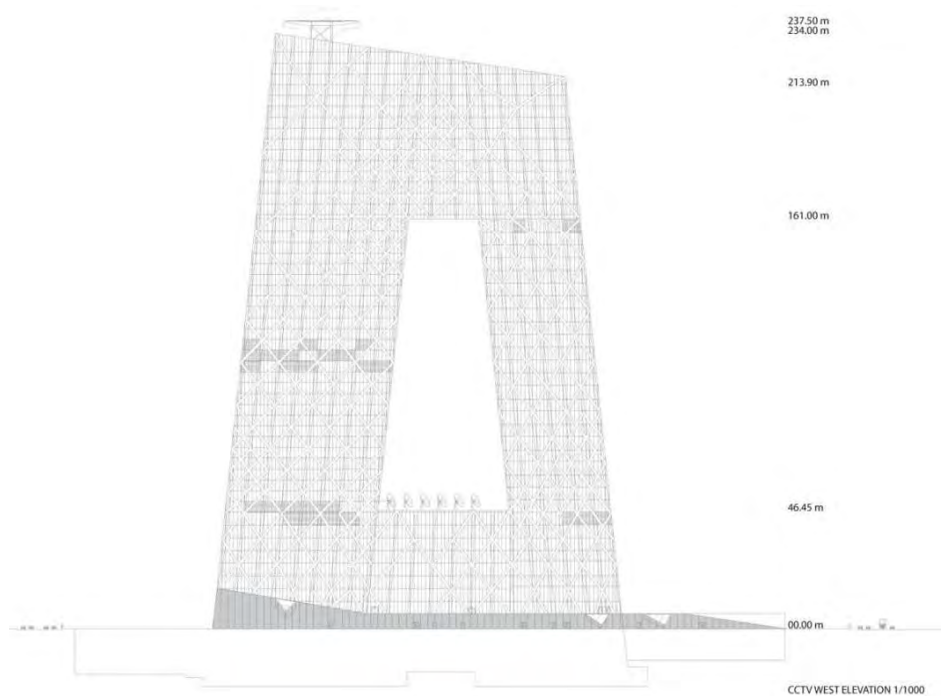 237.50 m
234.00 m
213.90 m
161.00 m
46.45 m
00.00 m
CCTV WEST ELEVATION 1/1000